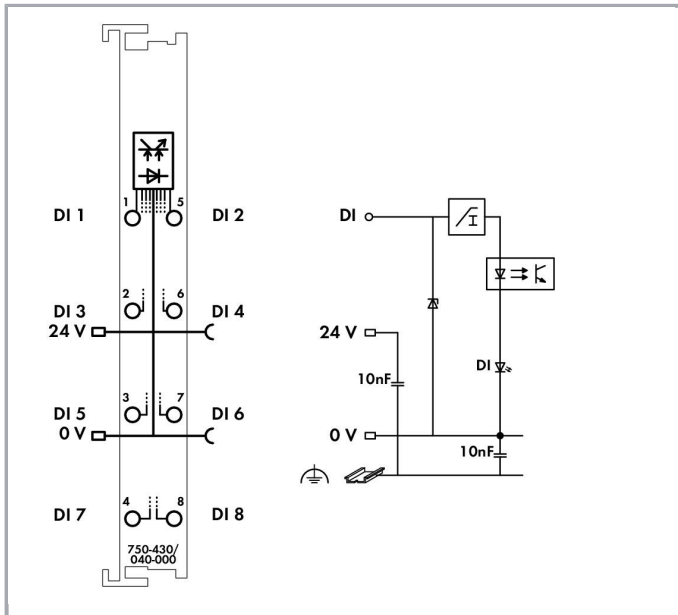 1 5
DI 1 DI 2
2 6
DI 3 DI 4
24 V
3 7
DI 5 DI 6
0 V
4 8
DI 7 DI 8
750-430/
040-000
I
DI
24 V
DI
10nF
0 V
10nF